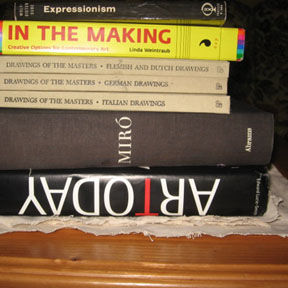 Expressionism
IN THE MAKING
Creative Options for Contemporary Art
Linda Weintraub
DRAWINGS OF THE MASTERS • FLEMISH AND DUTCH DRAWINGS
DRAWINGS OF THE MASTERS • GERMAN DRAWINGS
DRAWINGS OF THE MASTERS • ITALIAN DRAWINGS
MIRÓ
ARTODAY